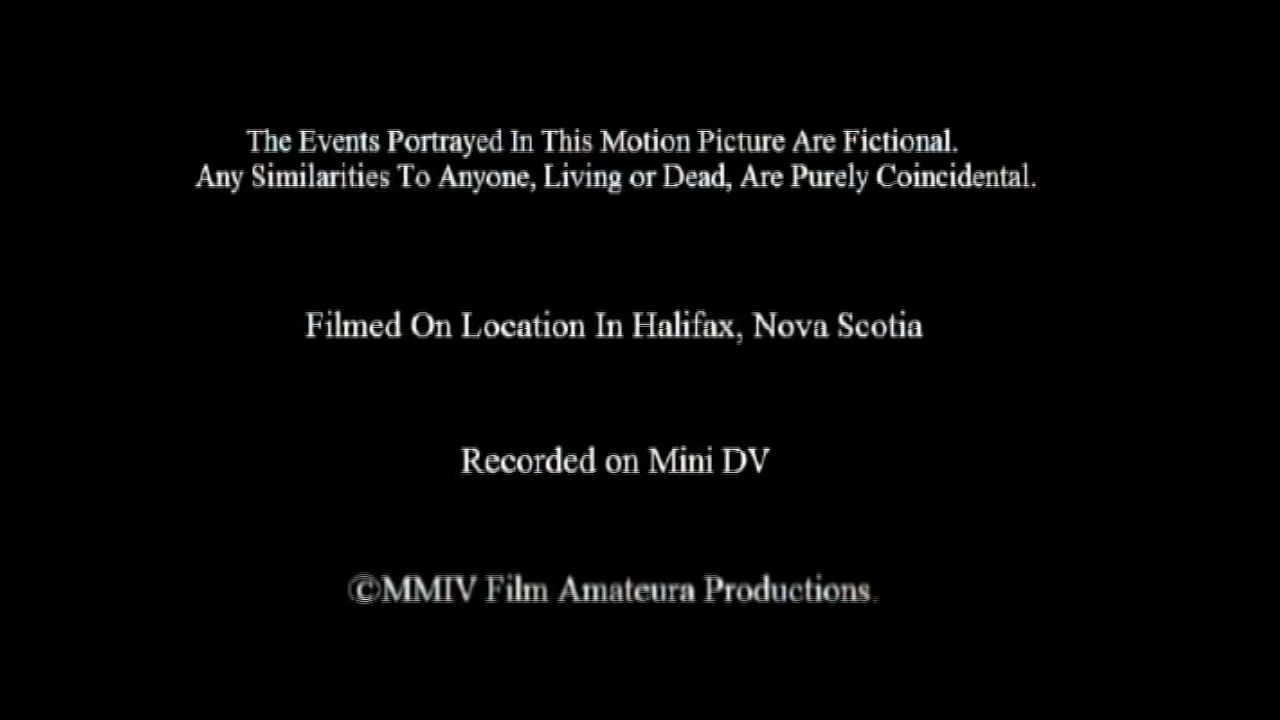 The Events Portrayed In This Motion Picture Are Fictional.
Any Similarities To Anyone, Living or Dead, Are Purely Coincidental.
Filmed On Location In Halifax, Nova Scotia
Recorded on Mini DV
©MMIV Film Amateura Productions.